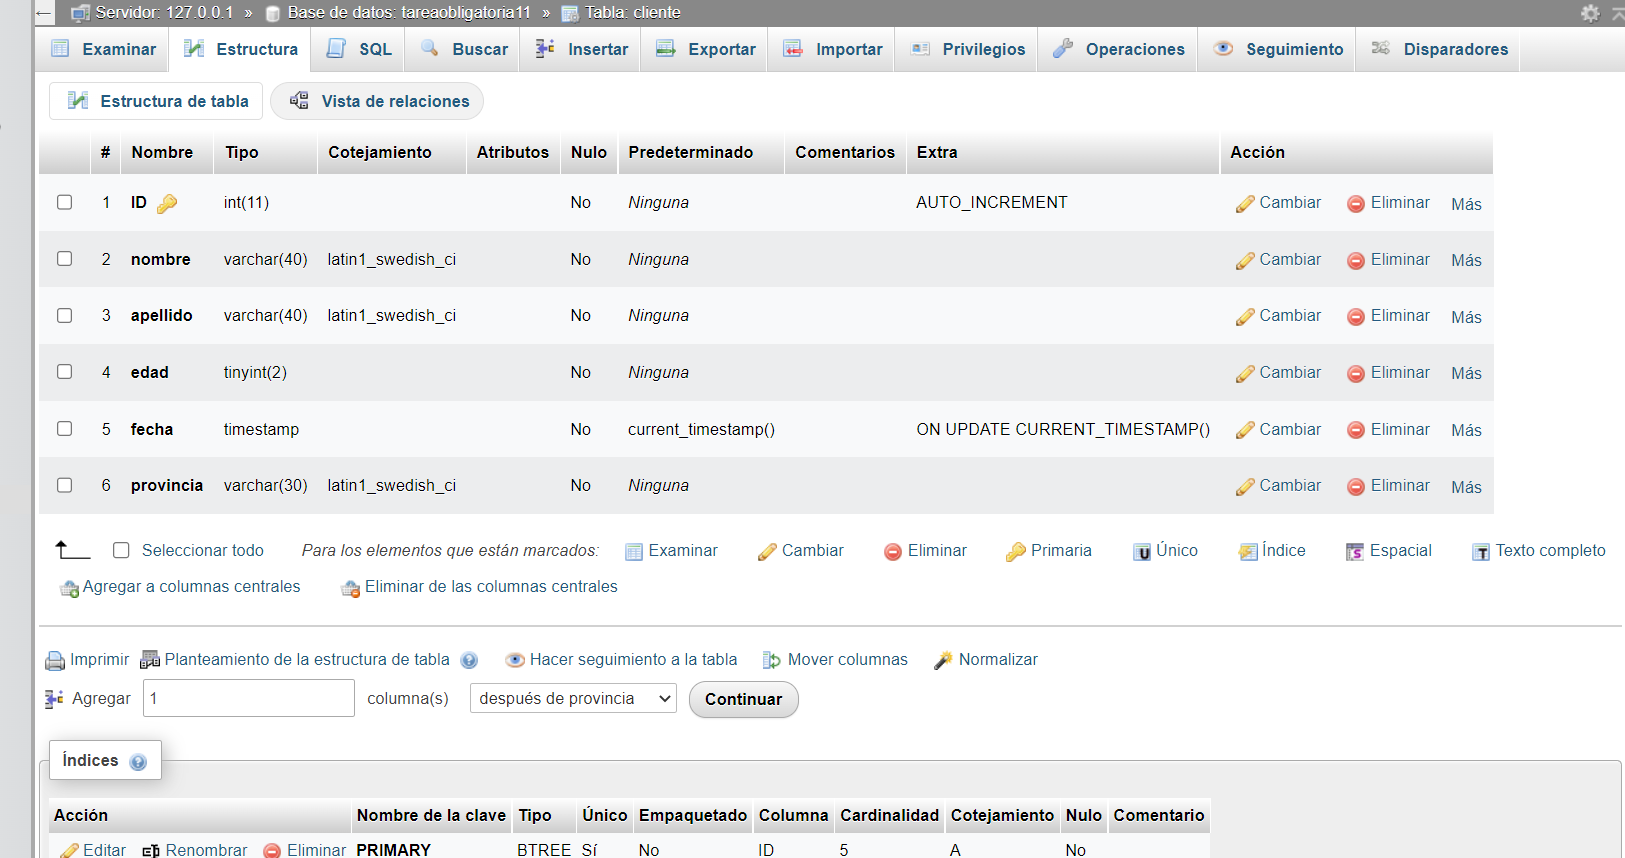 Servidor: 127.0.0.1 » Base de datos: tareaobligatoria11 » Tabla: cliente
Examinar Estructura SQL Buscar Insertar Exportar Importar Privilegios Operaciones Seguimiento Disparadores
Estructura de tabla Vista de relaciones
# Nombre Tipo Cotejamiento Atributos Nulo Predeterminado Comentarios Extra Acción
1 ID int(11) No Ninguna AUTO_INCREMENT Cambiar Eliminar Más
2 nombre varchar(40) latin1_swedish_ci No Ninguna Cambiar Eliminar Más
3 apellido varchar(40) latin1_swedish_ci No Ninguna Cambiar Eliminar Más
4 edad tinyint(2) No Ninguna Cambiar Eliminar Más
5 fecha timestamp No current_timestamp() ON UPDATE CURRENT_TIMESTAMP() Cambiar Eliminar Más
6 provincia varchar(30) latin1_swedish_ci No Ninguna Cambiar Eliminar Más
Seleccionar todo Para los elementos que están marcados: Examinar Cambiar Eliminar Primaria Único Índice Espacial Texto completo
Agregar a columnas centrales Eliminar de las columnas centrales
Imprimir Planteamiento de la estructura de tabla Hacer seguimiento a la tabla Mover columnas Normalizar
Agregar 1 columna(s) después de provincia Continuar
Índices
Acción Nombre de la clave Tipo Único Empaquetado Columna Cardinalidad Cotejamiento Nulo Comentario
Editar Renombrar Eliminar PRIMARY BTREE Sí No ID 5 A No